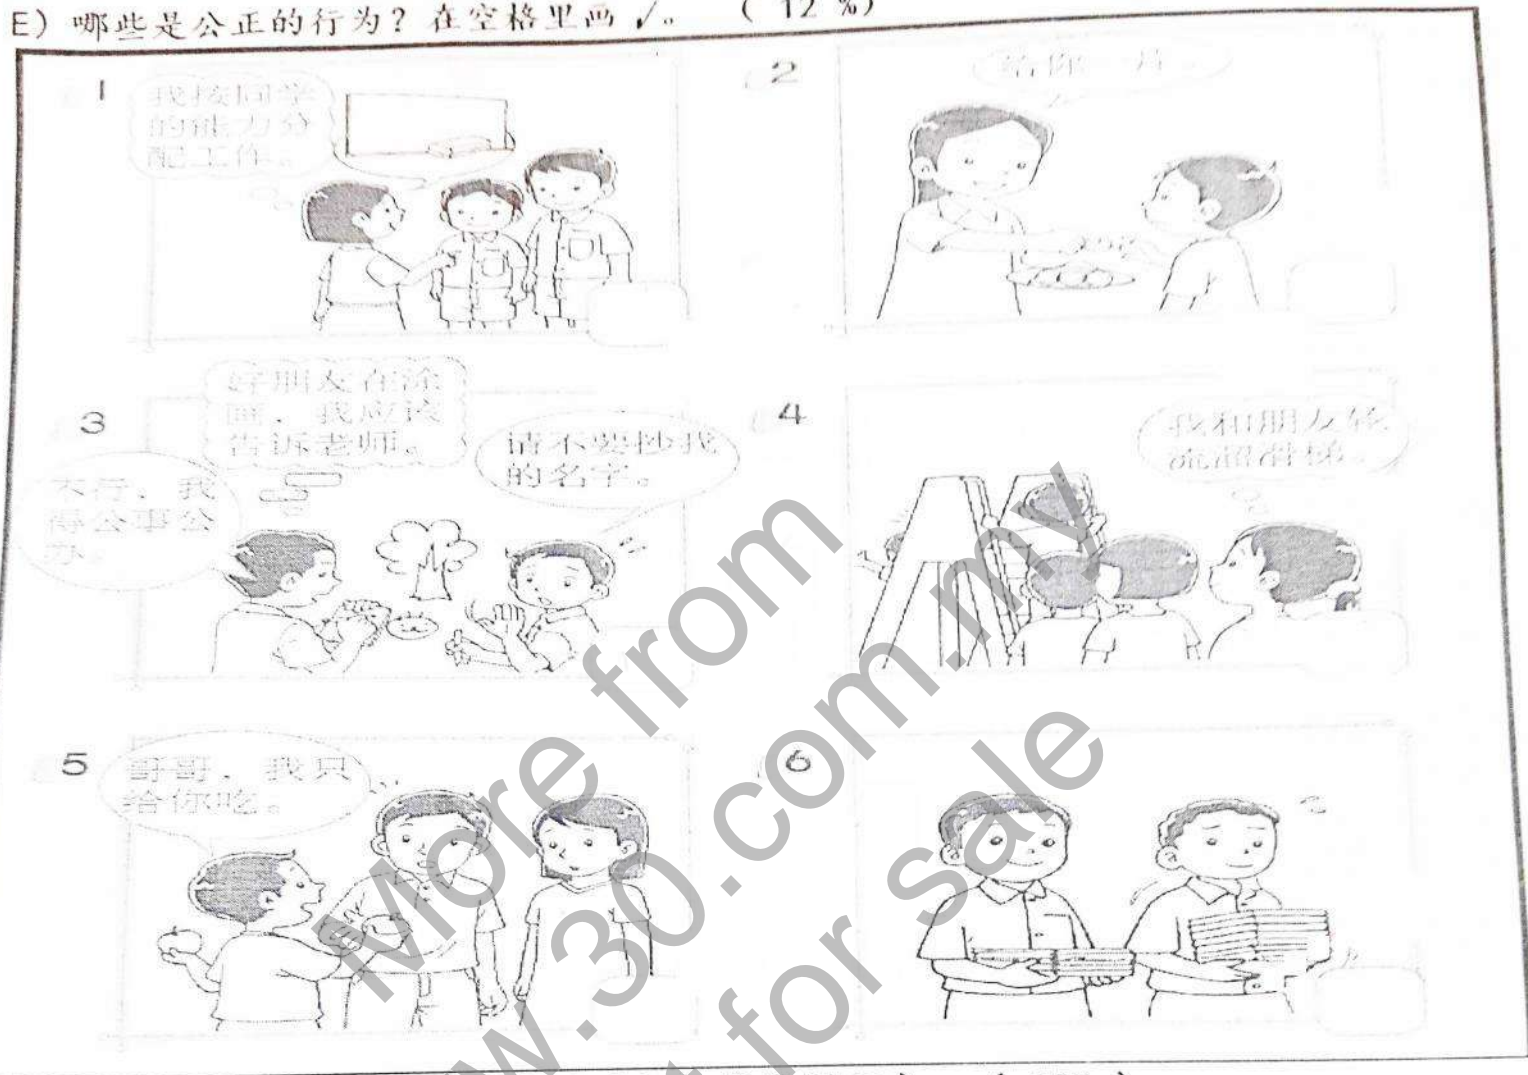 E) 哪些是公正的行为? 在空格里画 ✓。 ( 12 %)
1
我按同学
的能力分
配工作。
2
给你一片。
3
好朋友在涂
画，我应该
告诉老师。
请不要抄我
的名字。
不行，我
得公事公
办。
4
我和朋友轮
流溜滑梯。
5
哥哥，我只
给你吃。
6
More from
w.30.com.my
t for sale